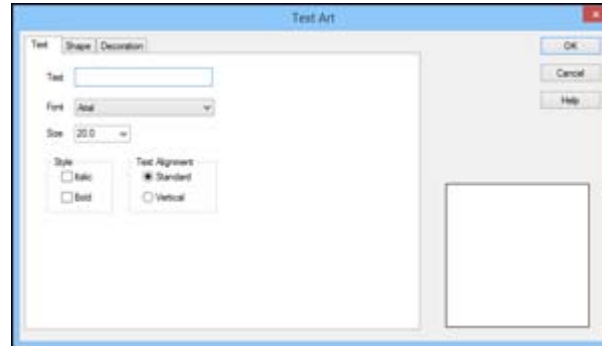 Text Art
Text Shape Decoration
OK
Text
Cancel
Font Arial
Help
Size 20.0
Style Text Alignment
Italic Standard
Bold Vertical